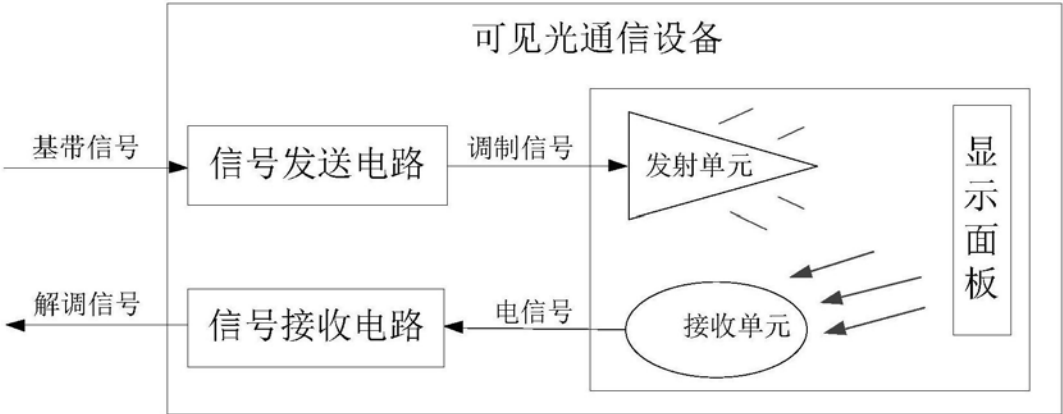 可见光通信设备
基带信号
信号发送电路
调制信号
发射单元
显示面板
解调信号
信号接收电路
电信号
接收单元